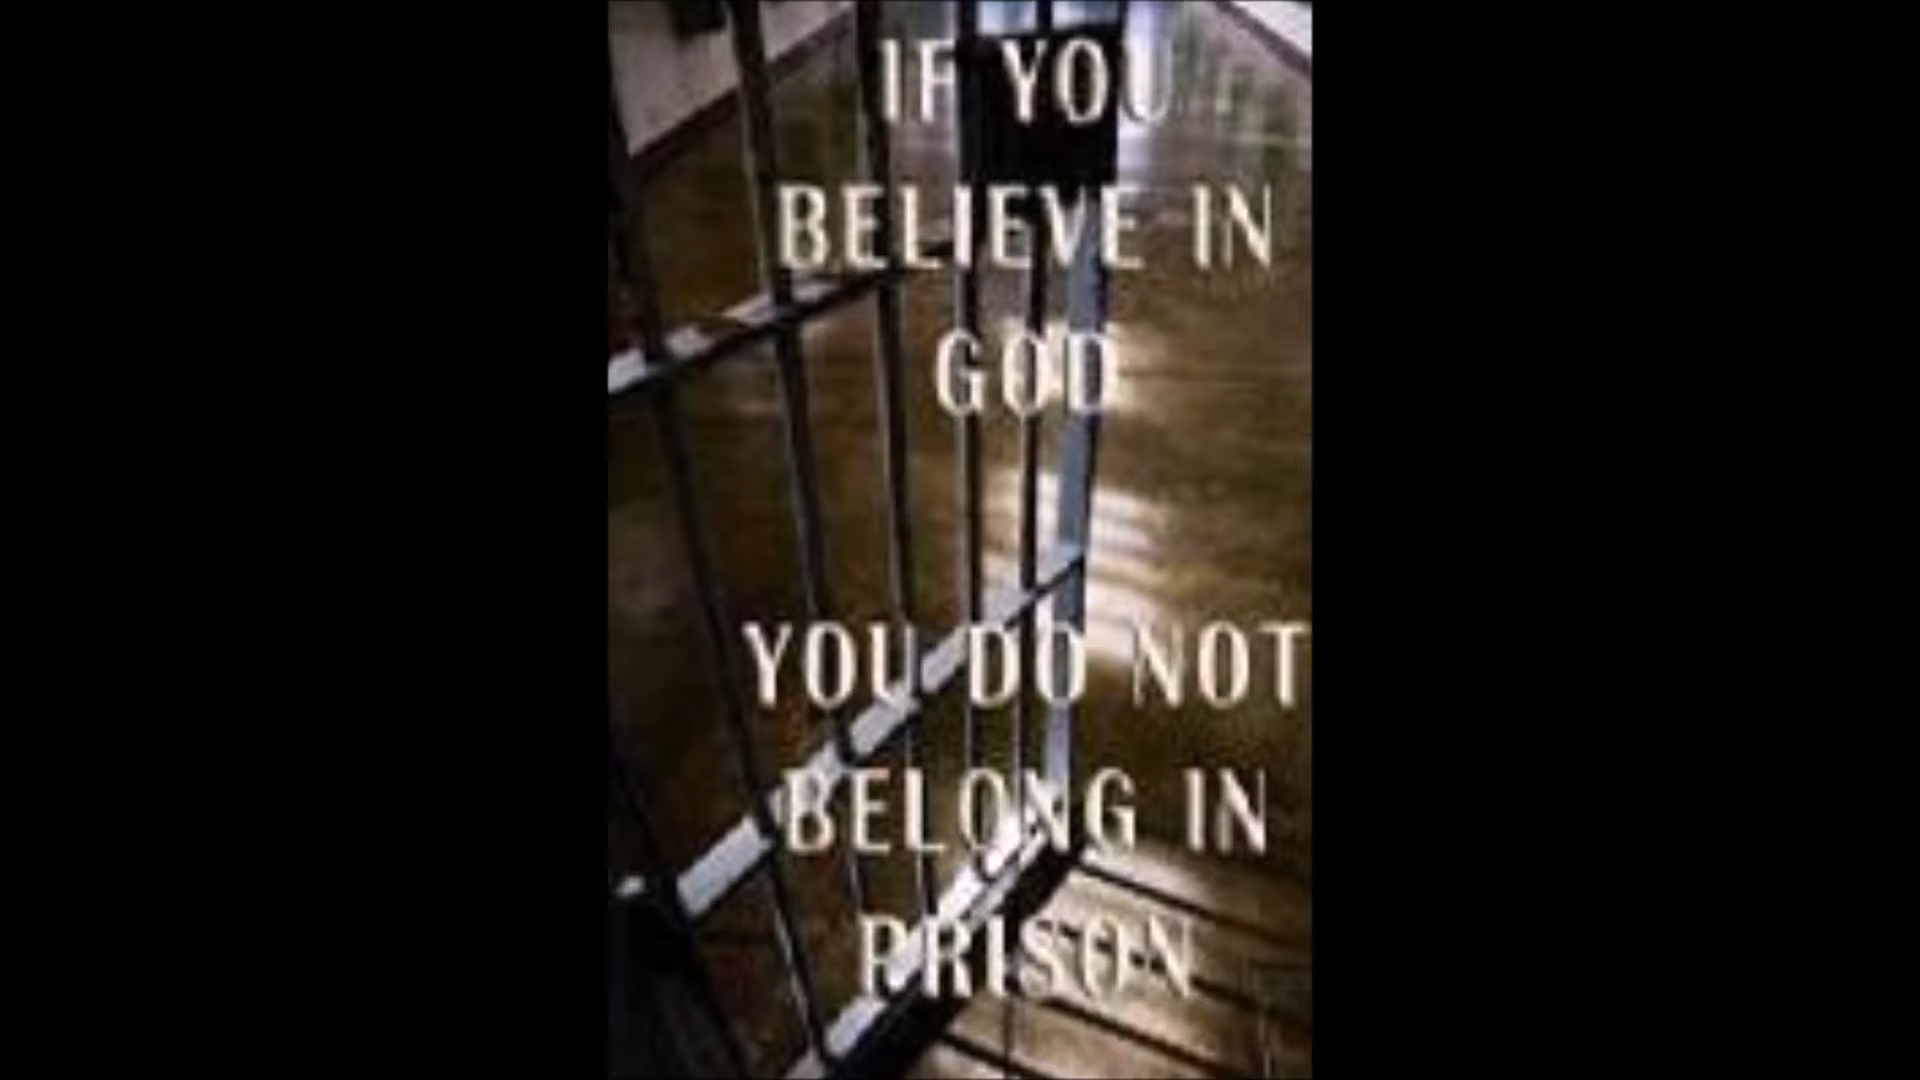 IF YOU
BELIEVE IN
GOD
YOU DO NOT
BELONG IN
PRISON